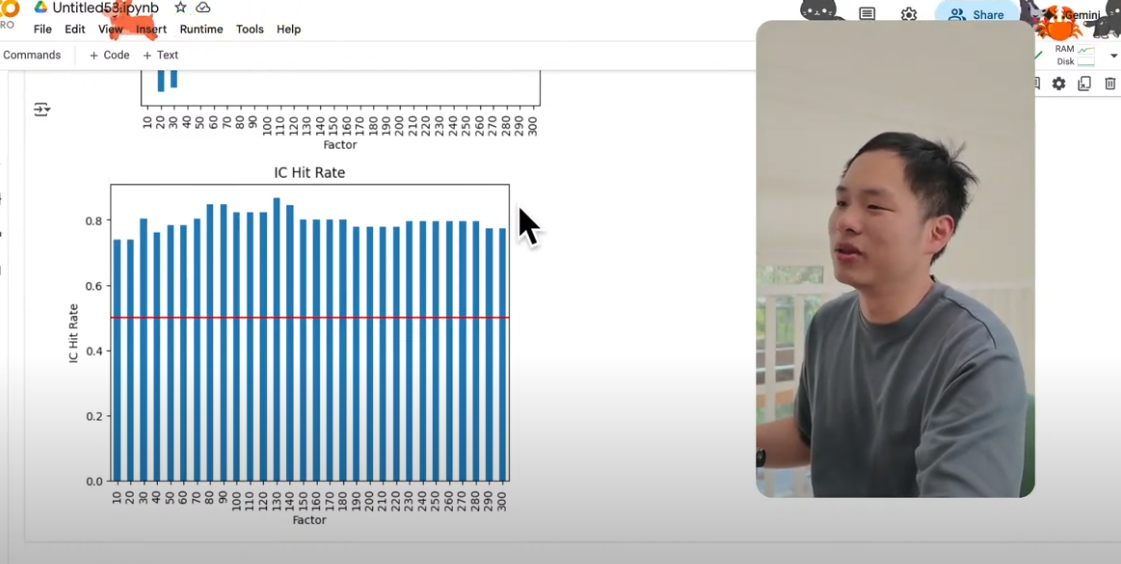 Untitled53.ipynb
PRO
File Edit View Insert Runtime Tools Help
Share
Gemini
Commands + Code + Text
RAM
Disk
10 20 30 40 50 60 70 80 90 100 110 120 130 140 150 160 170 180 190 200 210 220 230 240 250 260 270 280 290 300
Factor
IC Hit Rate
0.8
0.6
0.4
0.2
0.0
IC Hit Rate
10 20 30 40 50 60 70 80 90 100 110 120 130 140 150 160 170 180 190 200 210 220 230 240 250 260 270 280 290 300
Factor